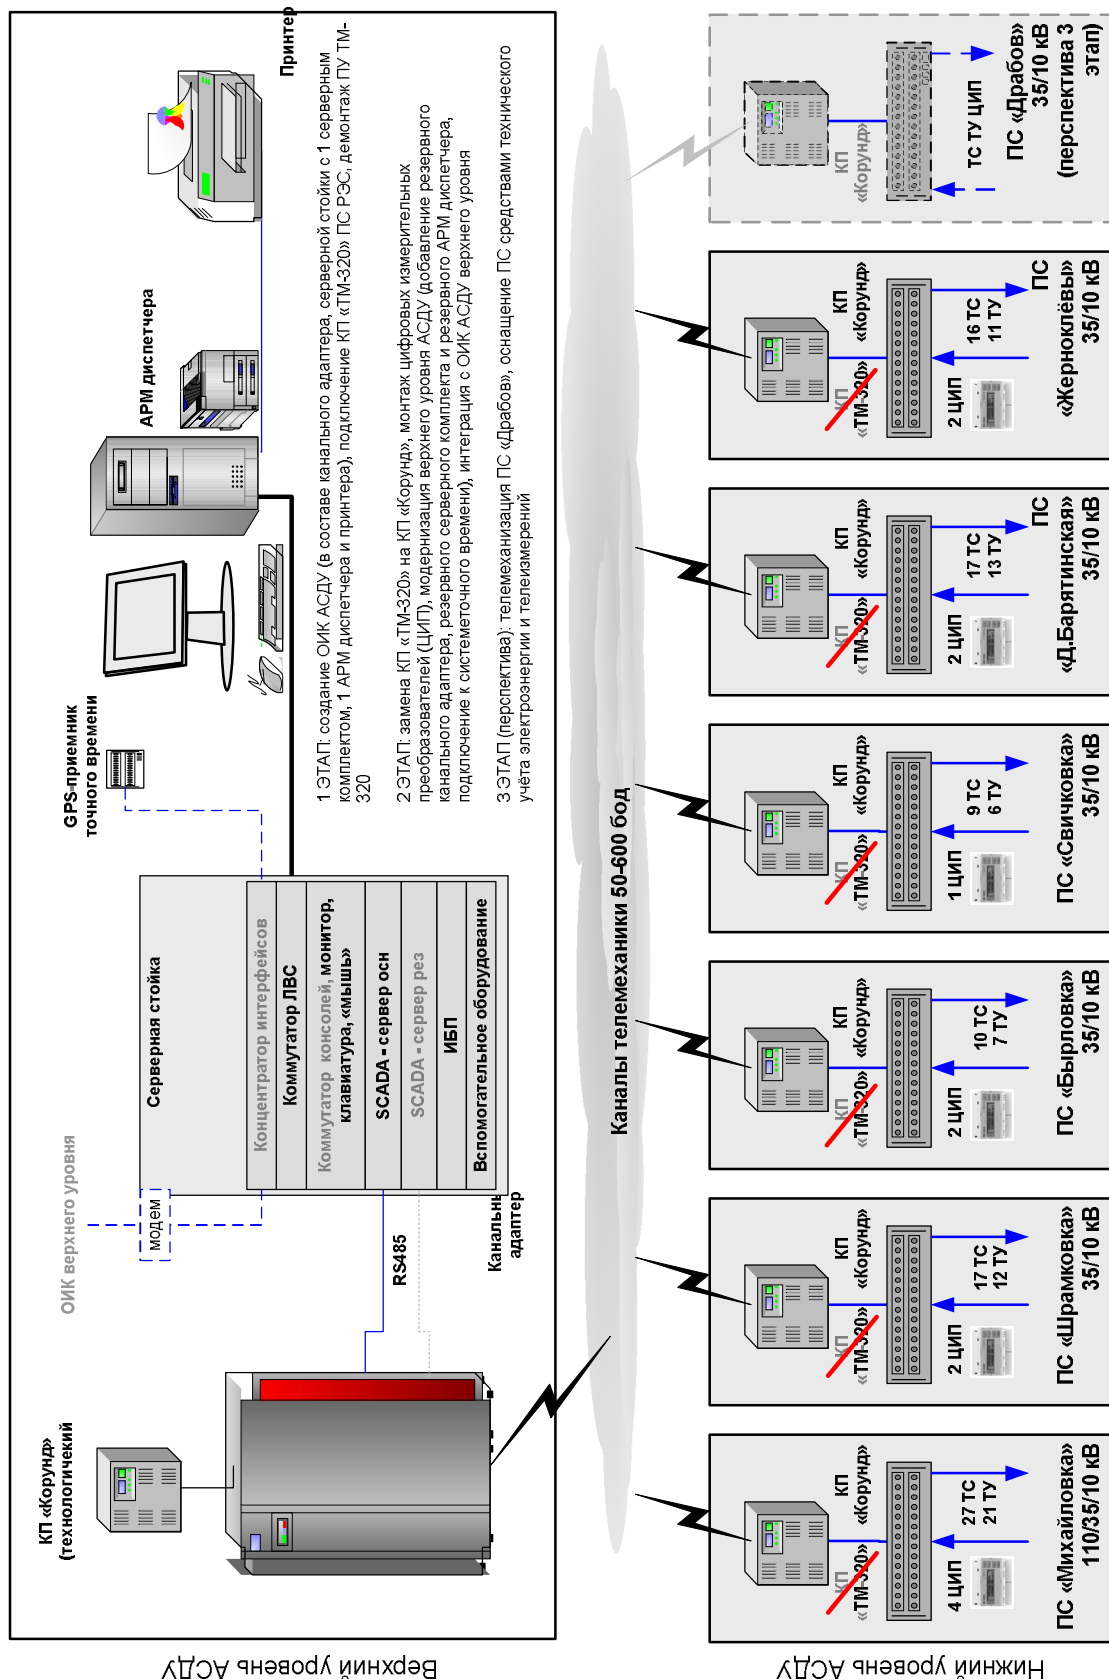 Верхний уровень АСДУ
КП «Корунд»
(технологичекий
ОИК верхнего уровня
модем
RS485
Канальн
адаптер
Серверная стойка
Концентратор интерфейсов
Коммутатор ЛВС
Коммутатор консолей, монитор,
клавиатура, «мышь»
SCADA - сервер осн
SCADA - сервер рез
ИБП
Вспомогательное оборудование
GPS-приемник
точного времени
АРМ диспетчера
Принтер
1 ЭТАП: создание ОИК АСДУ (в составе канального адаптера, серверной стойки с 1 серверным
комплектом, 1 АРМ диспетчера и принтера), подключение КП «ТМ-320» ПС РЭС, демонтаж ПУ ТМ-
320
2 ЭТАП: замена КП «ТМ-320» на КП «Корунд», монтаж цифровых измерительных
преобразователей (ЦИП), модернизация верхнего уровня АСДУ (добавление резервного
канального адаптера, резервного серверного комплекта и резервного АРМ диспетчера,
подключение к системеточного времени), интеграция с ОИК АСДУ верхнего уровня
3 ЭТАП (перспектива): телемеханизация ПС «Драбов», оснащение ПС средствами технического
учёта электроэнергии и телеизмерений
Каналы телемеханики 50-600 бод
Нижний уровень АСДУ
КП
«ТМ-320»
КП
«Корунд»
4 ЦИП
27 ТС
21 ТУ
ПС «Михайловка»
110/35/10 кВ
КП
«ТМ-320»
КП
«Корунд»
2 ЦИП
17 ТС
12 ТУ
ПС «Шрамковка»
35/10 кВ
КП
«ТМ-320»
КП
«Корунд»
2 ЦИП
10 ТС
7 ТУ
ПС «Бырловка»
35/10 кВ
КП
«ТМ-320»
КП
«Корунд»
1 ЦИП
9 ТС
6 ТУ
ПС «Свичковка»
35/10 кВ
КП
«ТМ-320»
КП
«Корунд»
2 ЦИП
17 ТС
13 ТУ
ПС
«Д.Барятинская»
35/10 кВ
КП
«ТМ-320»
КП
«Корунд»
2 ЦИП
16 ТС
11 ТУ
ПС
«Жерноклёвы»
35/10 кВ
КП
«Корунд»
ТС ТУ ЦИП
ПС «Драбов»
35/10 кВ
(перспектива 3
этап)